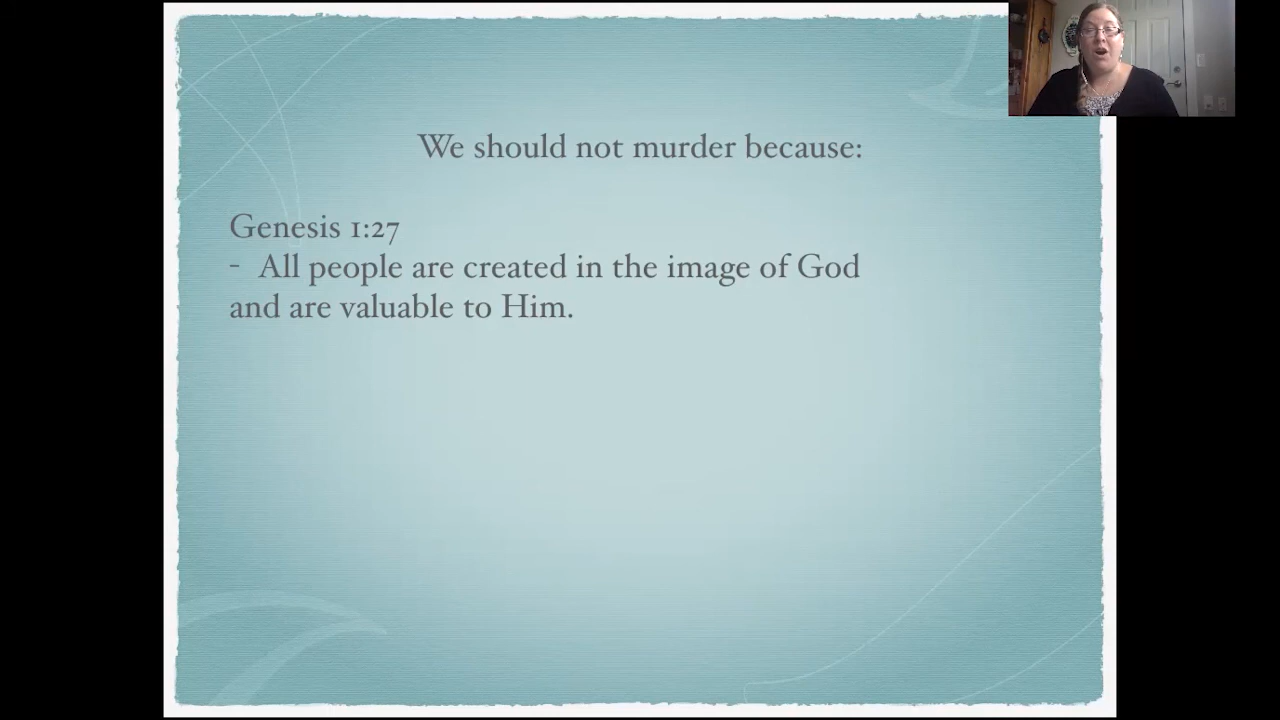 We should not murder because:
Genesis 1:27
- All people are created in the image of God
and are valuable to Him.